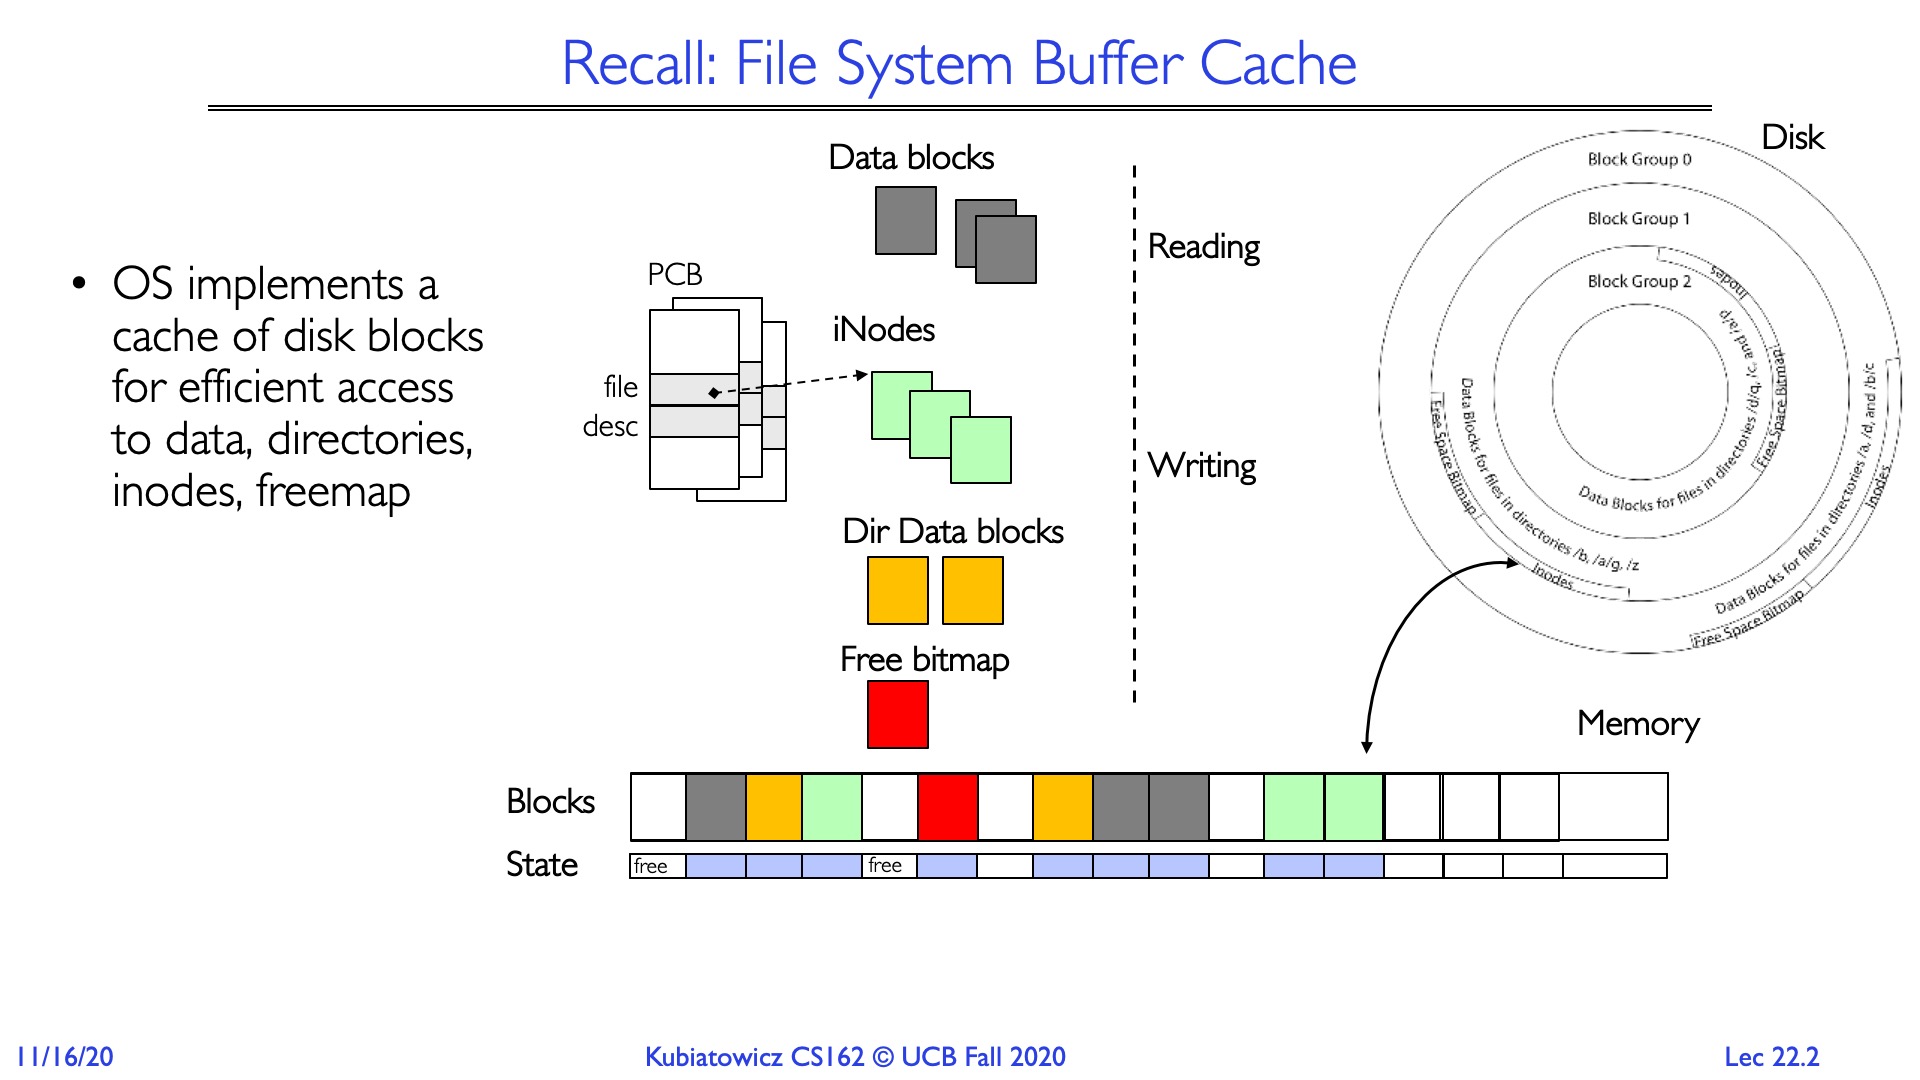 Recall: File System Buffer Cache
Disk
Data blocks
Block Group 0
Block Group 1
Block Group 2
Reading
• OS implements a
cache of disk blocks
for efficient access
to data, directories,
inodes, freemap
PCB
file
desc
iNodes
Writing
Inodes
Free Space Bitmap
Data Blocks for files in directories /d/q, /c, and /a/p
Free Space Bitmap
Data Blocks for files in directories /b, /a/g, /z
Inodes
Data Blocks for files in directories /a, /d, and /b/c
Inodes
Free Space Bitmap
Dir Data blocks
Free bitmap
Memory
Blocks
State
free
free
11/16/20
Kubiatowicz CS162 © UCB Fall 2020
Lec 22.2